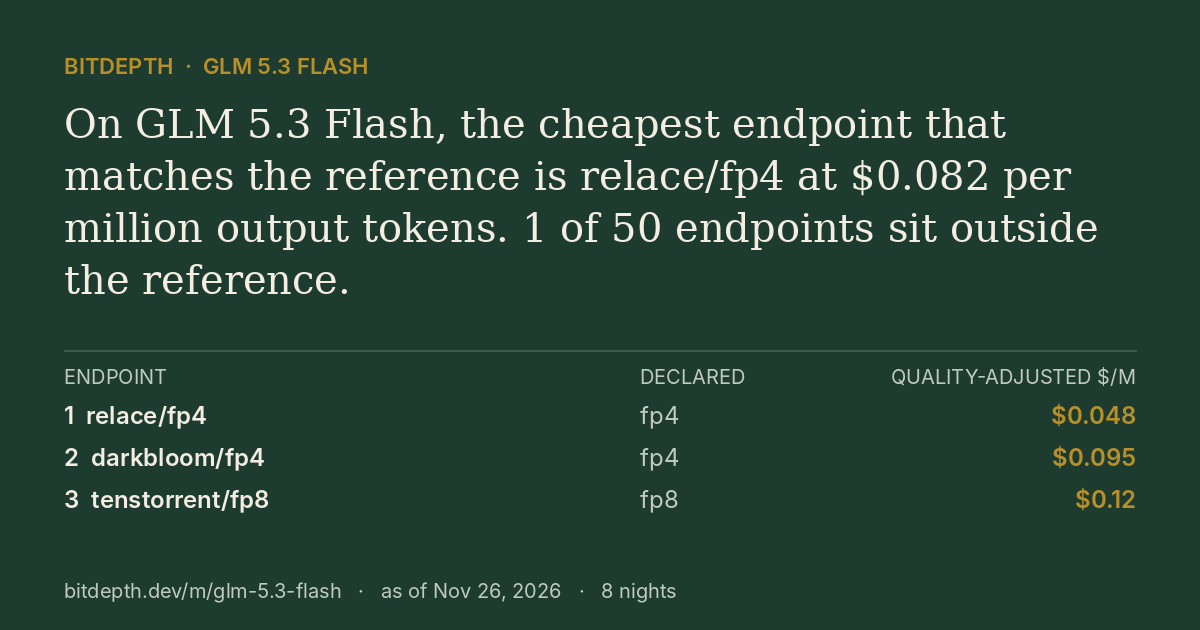 BITDEPTH · GLM 5.3 FLASH
On GLM 5.3 Flash, the cheapest endpoint that
matches the reference is relace/fp4 at $0.082 per
million output tokens. 1 of 50 endpoints sit outside
the reference.
ENDPOINT DECLARED QUALITY-ADJUSTED $/M
1 relace/fp4 fp4 $0.048
2 darkbloom/fp4 fp4 $0.095
3 tenstorrent/fp8 fp8 $0.12
bitdepth.dev/m/glm-5.3-flash · as of Nov 26, 2026 · 8 nights